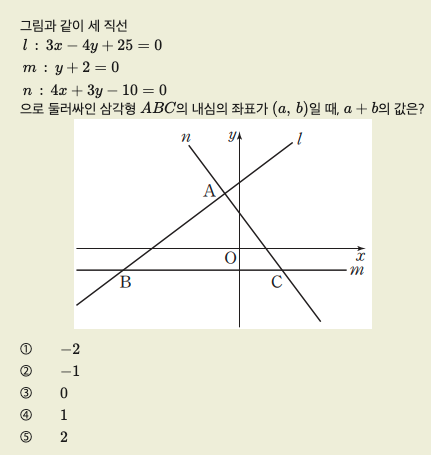 그림과 같이 세 직선
l : 3x − 4y + 25 = 0
m : y + 2 = 0
n : 4x + 3y − 10 = 0
으로 둘러싸인 삼각형 ABC의 내심의 좌표가 (a, b)일 때, a + b의 값은?
n y l
A
O x
m
B C
① −2
② −1
③ 0
④ 1
⑤ 2